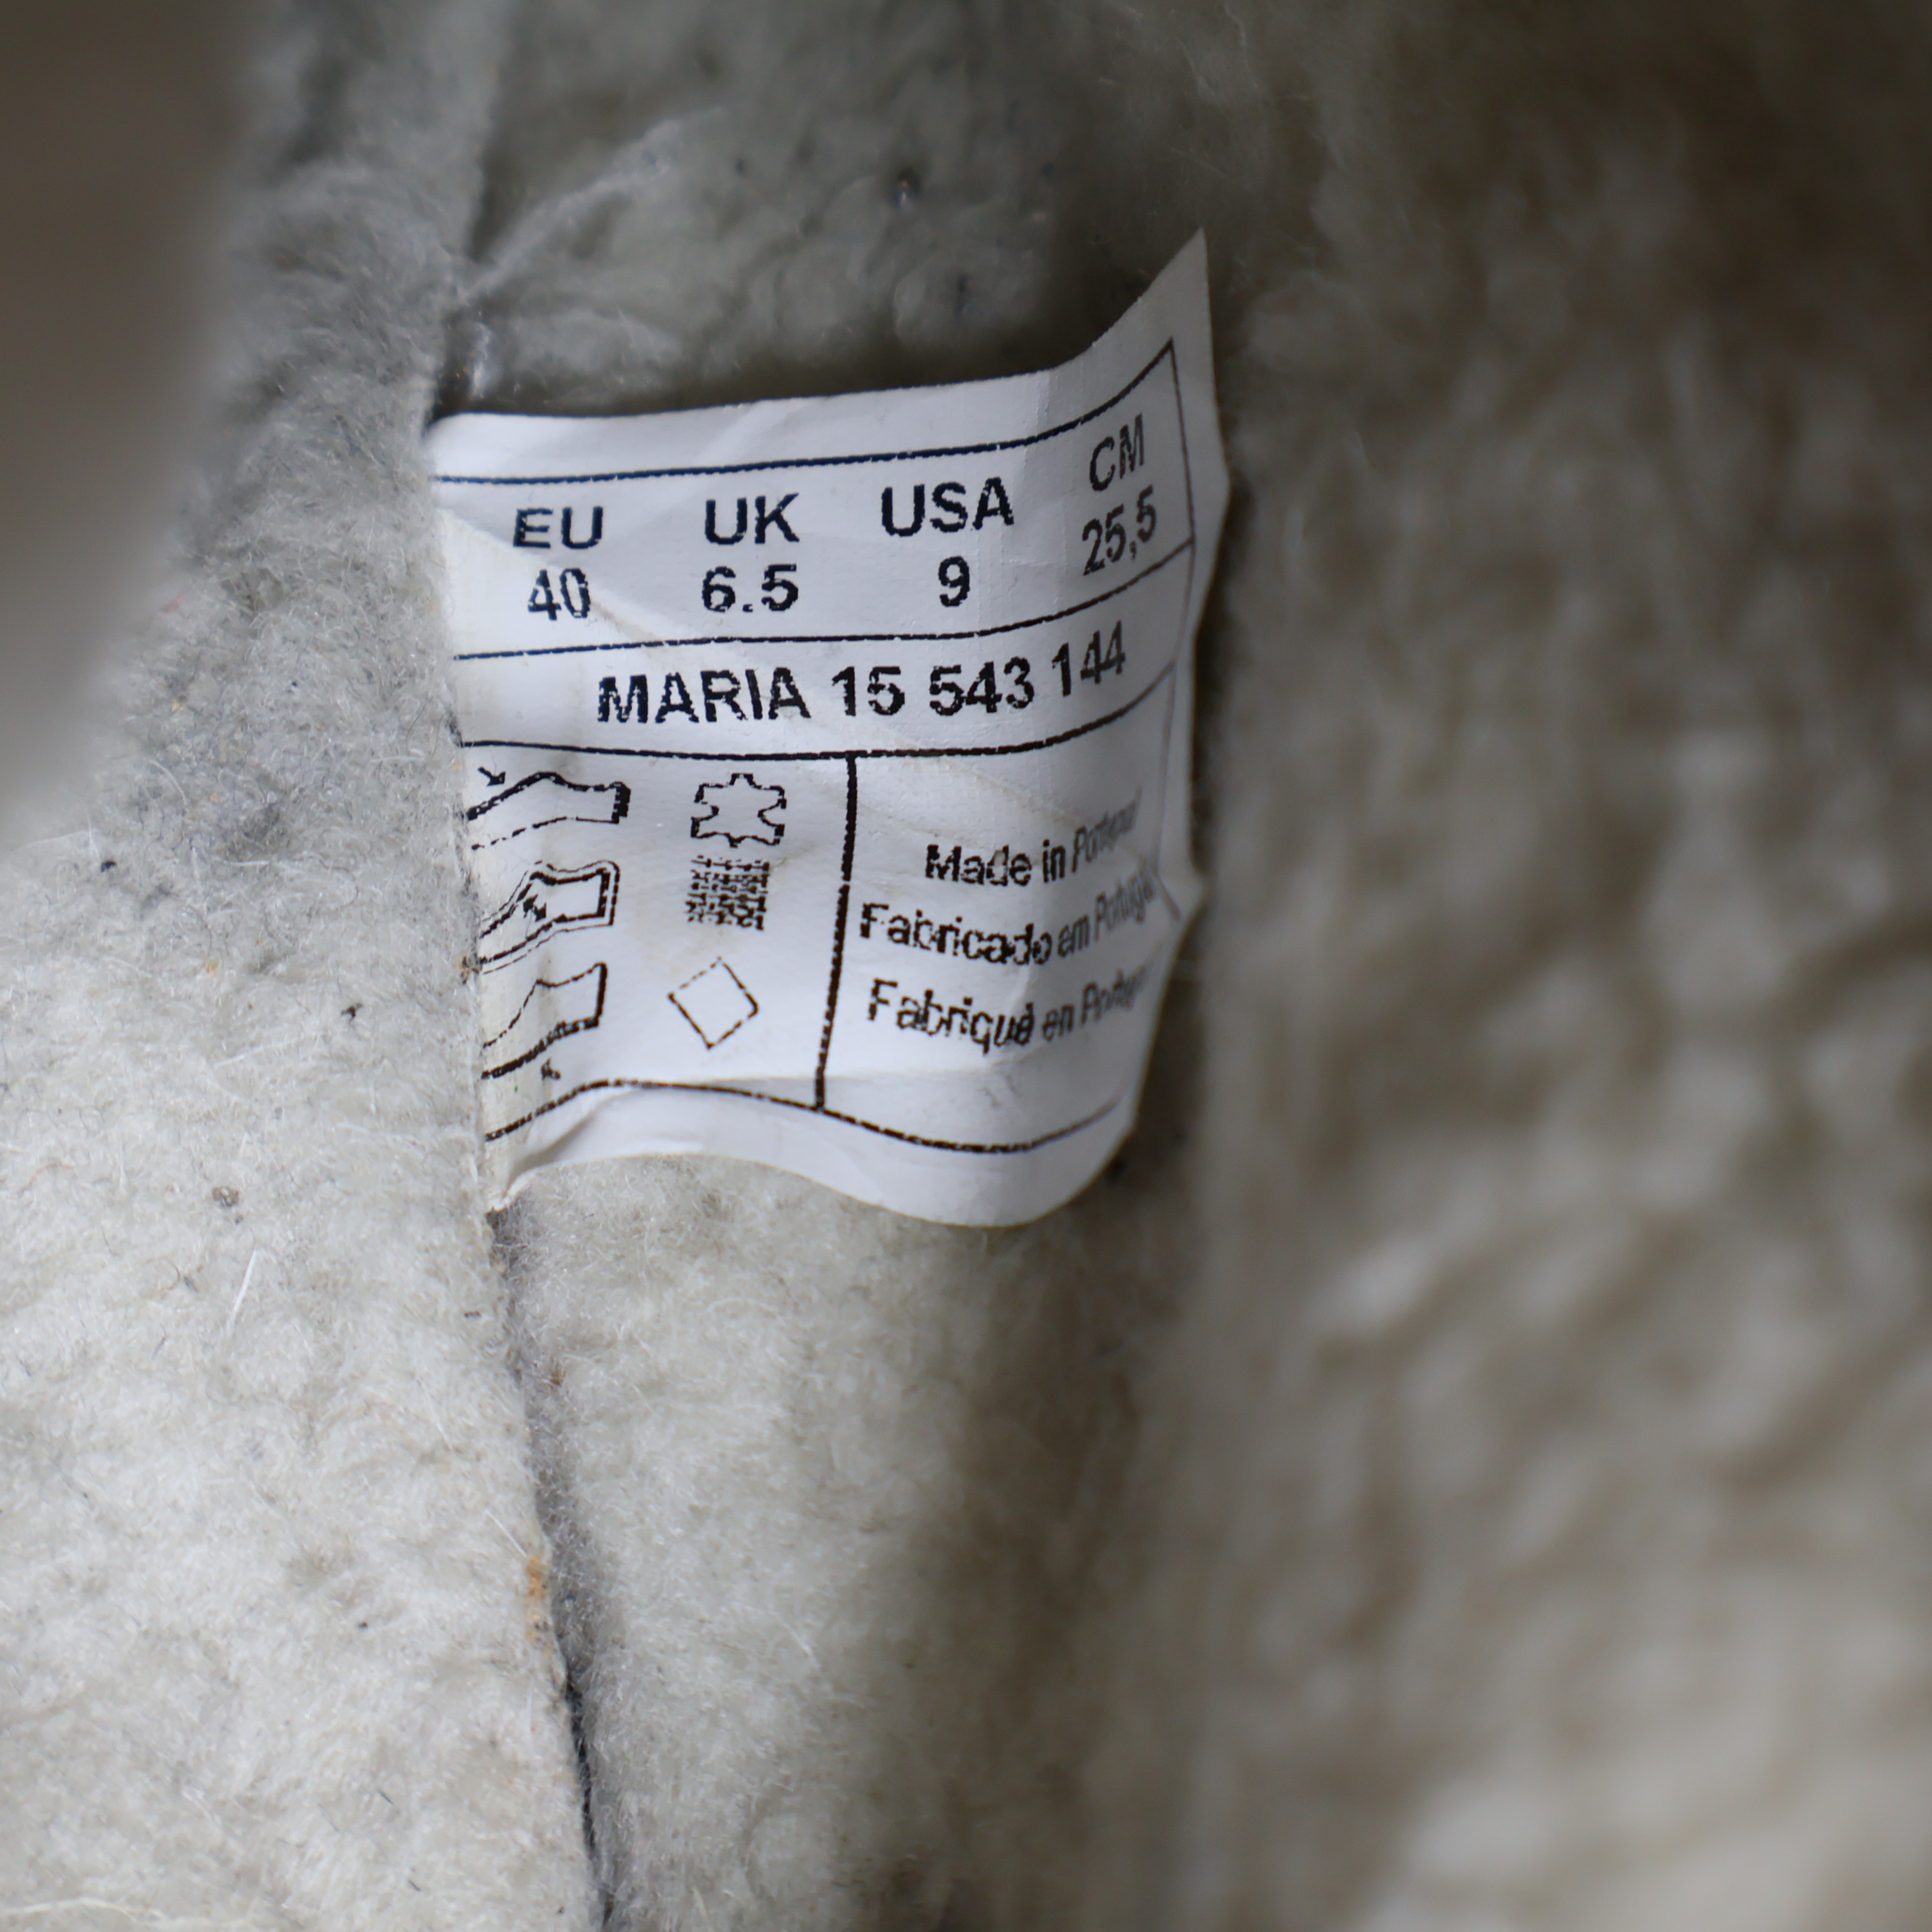 EU UK USA CM
40 6.5 9 25,5
MARIA 15 543 144
Made in Portugal
Fabricado em Portugal
Fabriqué en Portugal